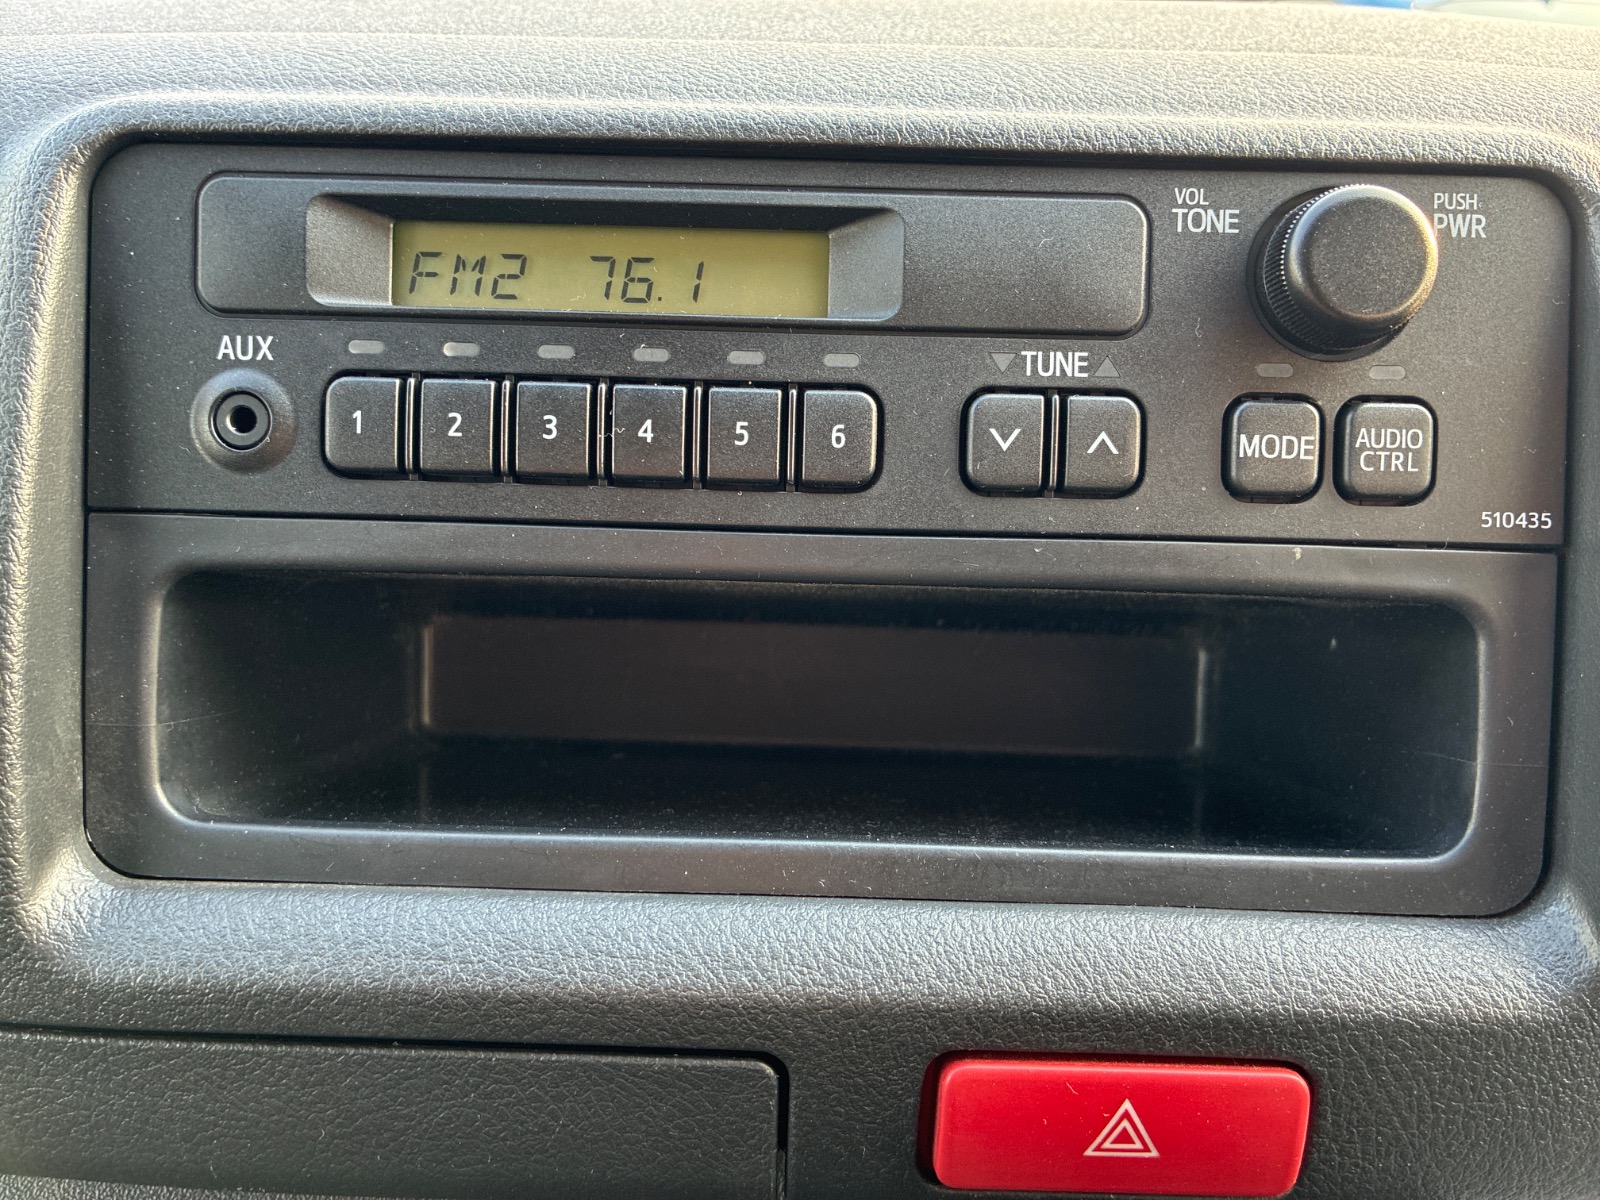 FM2 76.1
VOL
TONE
PUSH
PWR
AUX
1 2 3 4 5 6
TUNE
MODE
AUDIO
CTRL
510435